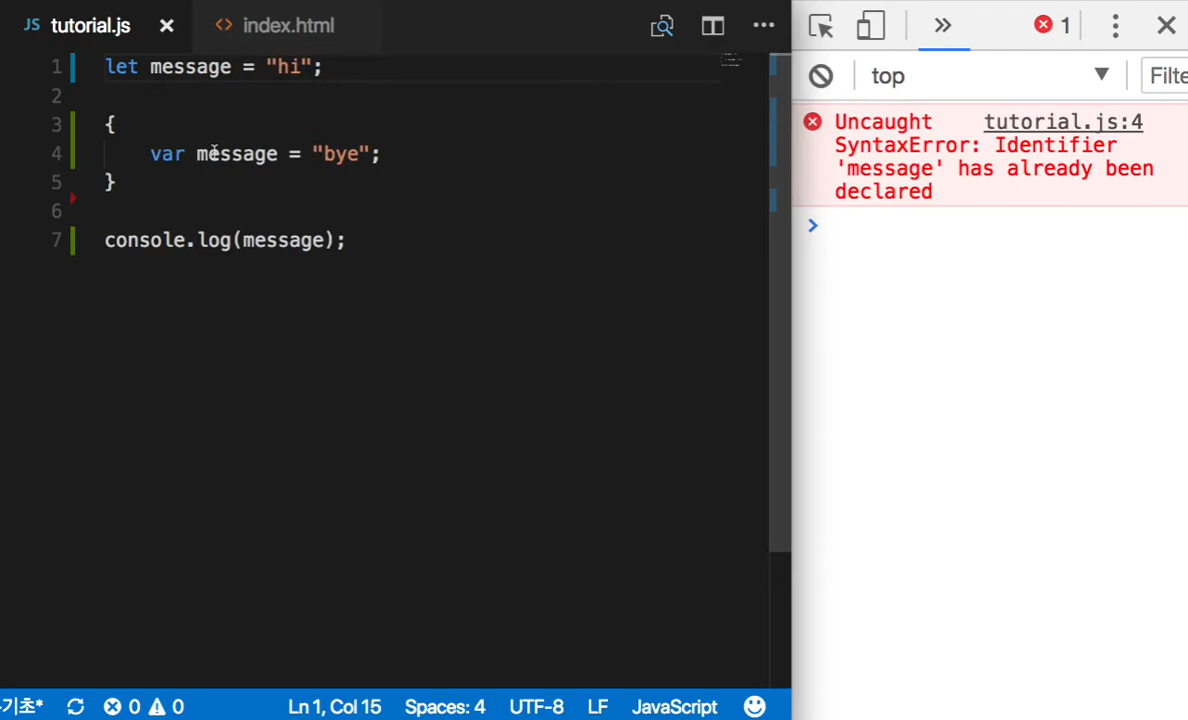 JS tutorial.js × <> index.html
1 let message = "hi";
2
3 {
4 var message = "bye";
5 }
6
7 console.log(message);
기초* 0 0 Ln 1, Col 15 Spaces: 4 UTF-8 LF JavaScript
» 1
top ▼ Filte
Uncaught tutorial.js:4
SyntaxError: Identifier
'message' has already been
declared
>